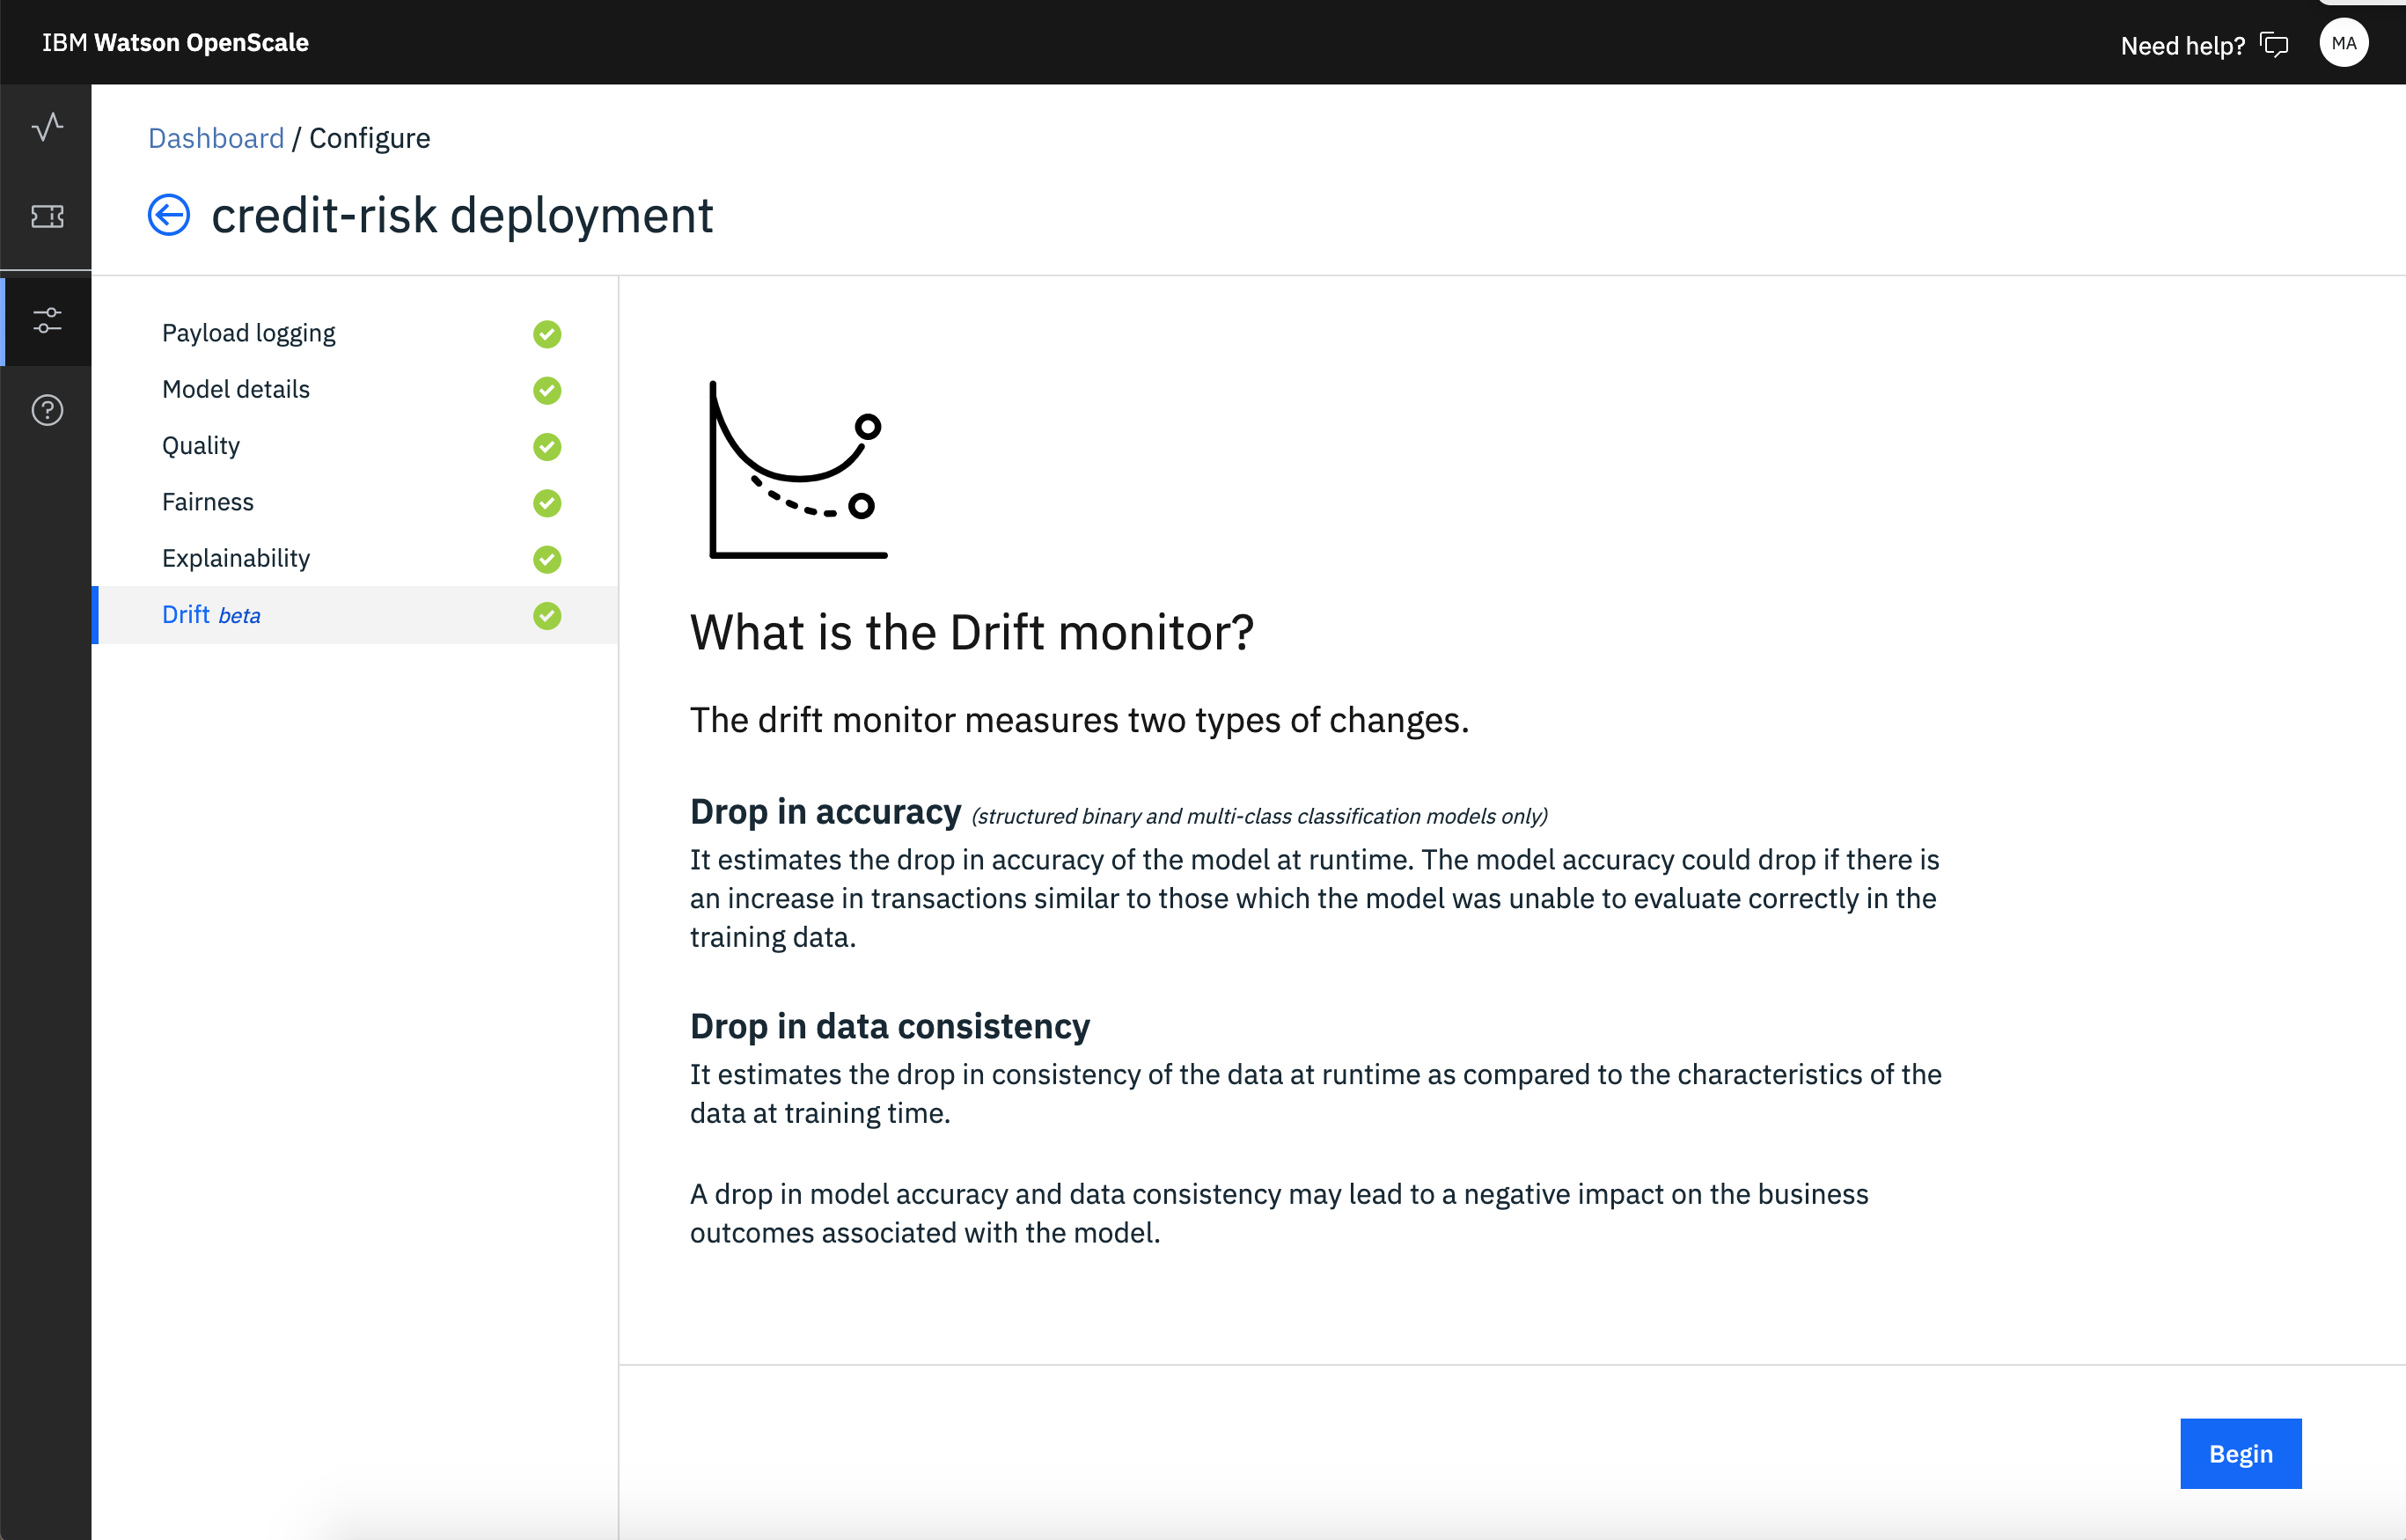 IBM Watson OpenScale
Need help?
MA
Dashboard / Configure
credit-risk deployment
Payload logging
Model details
Quality
Fairness
Explainability
Drift beta
What is the Drift monitor?
The drift monitor measures two types of changes.
Drop in accuracy (structured binary and multi-class classification models only)
It estimates the drop in accuracy of the model at runtime. The model accuracy could drop if there is
an increase in transactions similar to those which the model was unable to evaluate correctly in the
training data.
Drop in data consistency
It estimates the drop in consistency of the data at runtime as compared to the characteristics of the
data at training time.
A drop in model accuracy and data consistency may lead to a negative impact on the business
outcomes associated with the model.
Begin